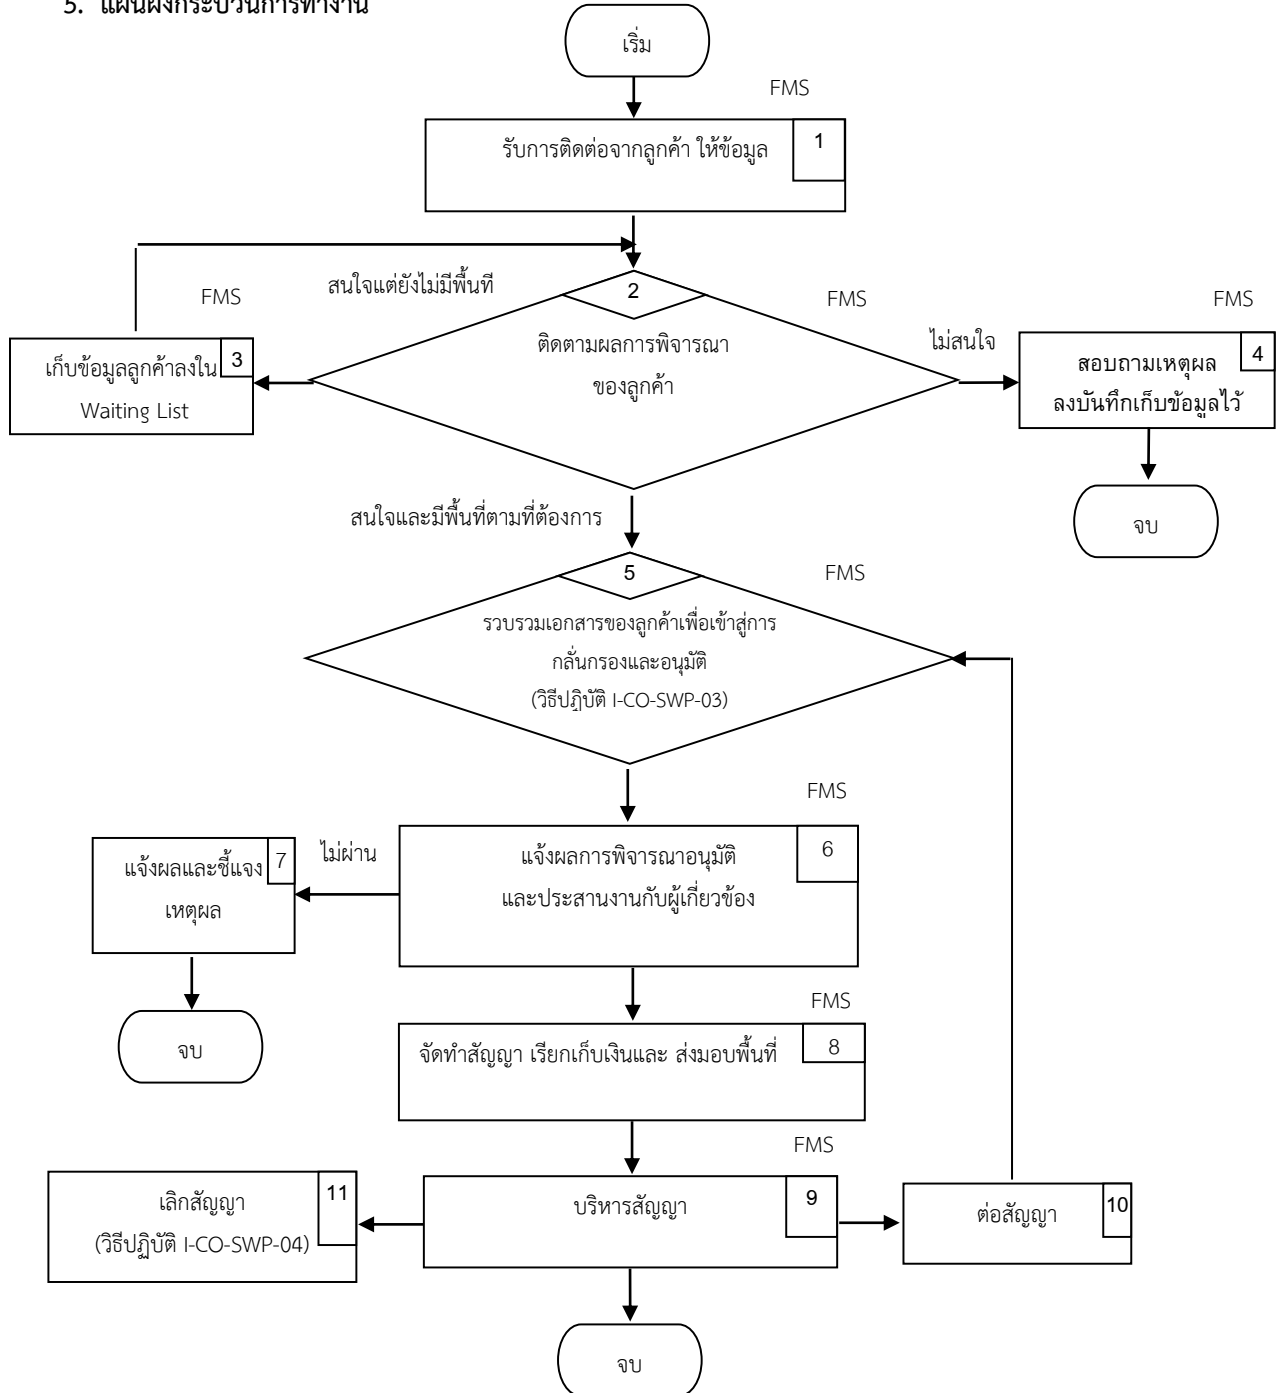 5. แผนผังกระบวนการทำงาน
เริ่ม
FMS
รับการติดต่อจากลูกค้า ให้ข้อมูล
1
สนใจแต่ยังไม่มีพื้นที่
FMS
2
FMS
FMS
ไม่สนใจ
ติดตามผลการพิจารณา
ของลูกค้า
เก็บข้อมูลลูกค้าลงใน
Waiting List
3
สอบถามเหตุผล
ลงบันทึกเก็บข้อมูลไว้
4
จบ
สนใจและมีพื้นที่ตามที่ต้องการ
5
FMS
รวบรวมเอกสารของลูกค้าเพื่อเข้าสู่การ
กลั่นกรองและอนุมัติ
(วิธีปฏิบัติ I-CO-SWP-03)
FMS
แจ้งผลการพิจารณาอนุมัติ
และประสานงานกับผู้เกี่ยวข้อง
6
ไม่ผ่าน
แจ้งผลและชี้แจง
เหตุผล
7
จบ
FMS
จัดทำสัญญา เรียกเก็บเงินและ ส่งมอบพื้นที่
8
FMS
บริหารสัญญา
9
เลิกสัญญา
(วิธีปฏิบัติ I-CO-SWP-04)
11
ต่อสัญญา
10
จบ